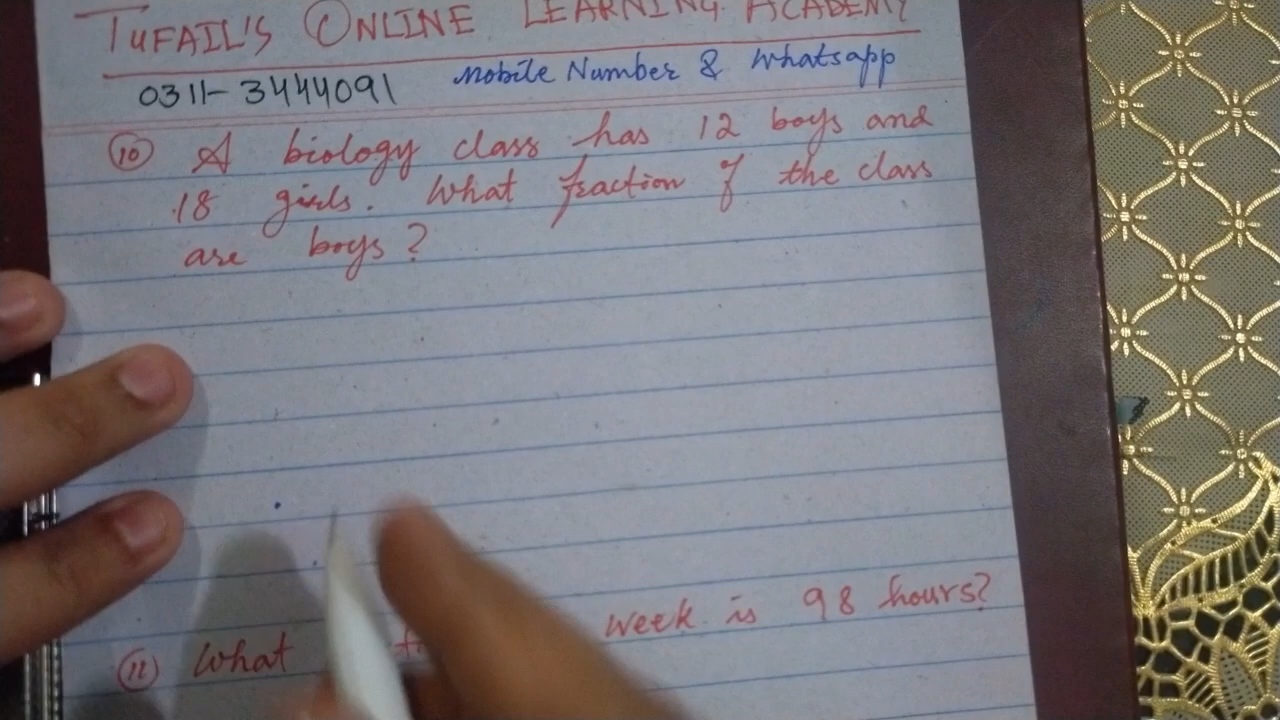 TUFAIL'S ONLINE LEARNING ACADEMY
0311-3444091 Mobile Number & Whatsapp
10 A biology class has 12 boys and
18 girls. What fraction of the class
are boys?
11 What week is 98 hours?